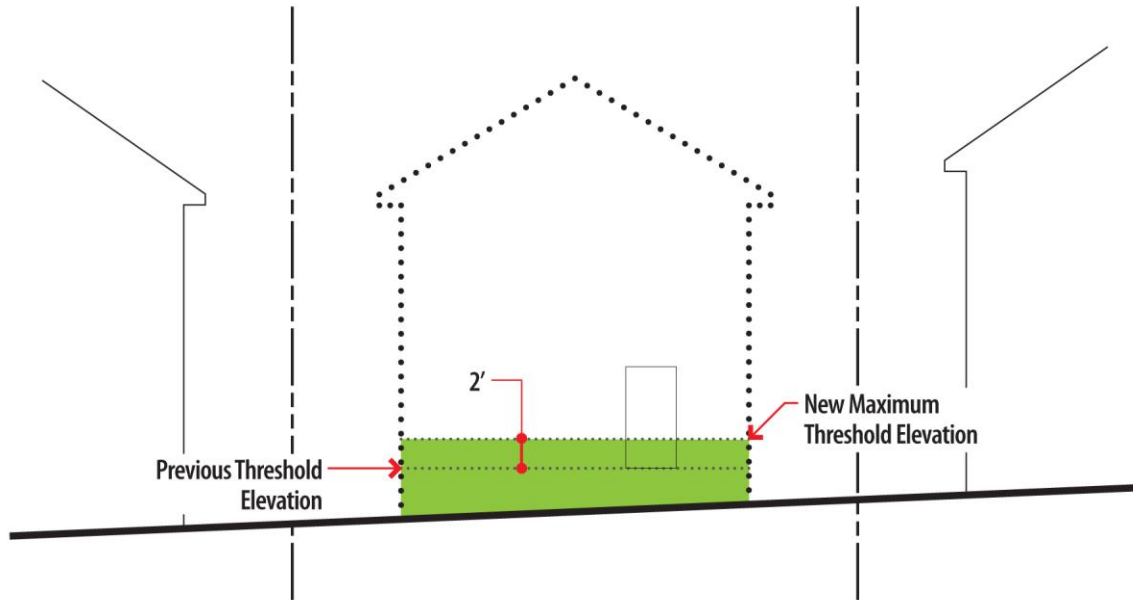 2′
New Maximum
Threshold Elevation
Previous Threshold
Elevation